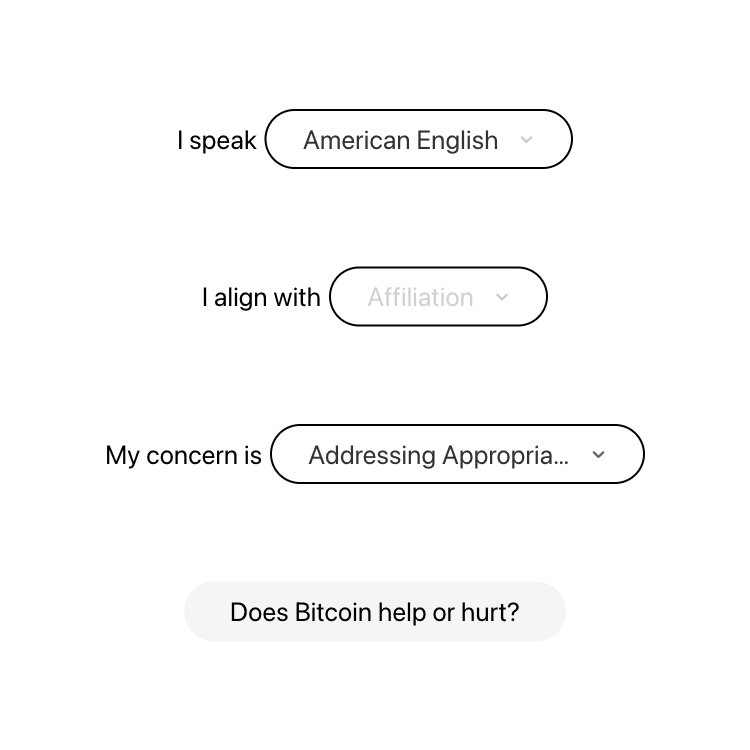 I speak American English
I align with Affiliation
My concern is Addressing Appropria...
Does Bitcoin help or hurt?